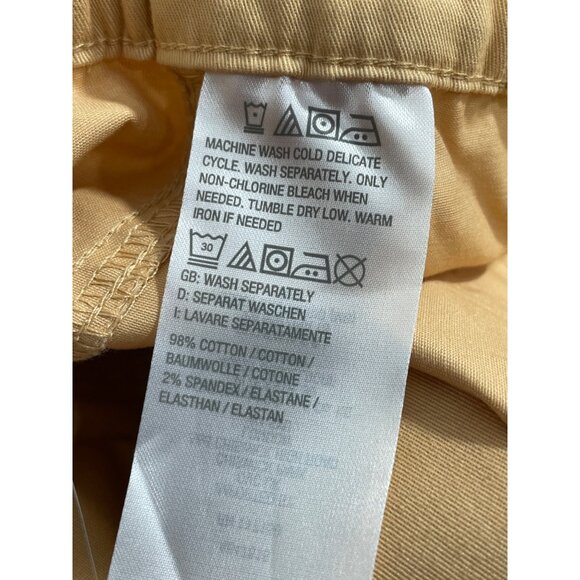 MACHINE WASH COLD DELICATE
CYCLE. WASH SEPARATELY. ONLY
NON-CHLORINE BLEACH WHEN
NEEDED. TUMBLE DRY LOW. WARM
IRON IF NEEDED
30
GB: WASH SEPARATELY
D: SEPARAT WASCHEN
I: LAVARE SEPARATAMENTE
98% COTTON / COTTON /
BAUMWOLLE / COTONE
2% SPANDEX / ELASTANE /
ELASTHAN / ELASTAN